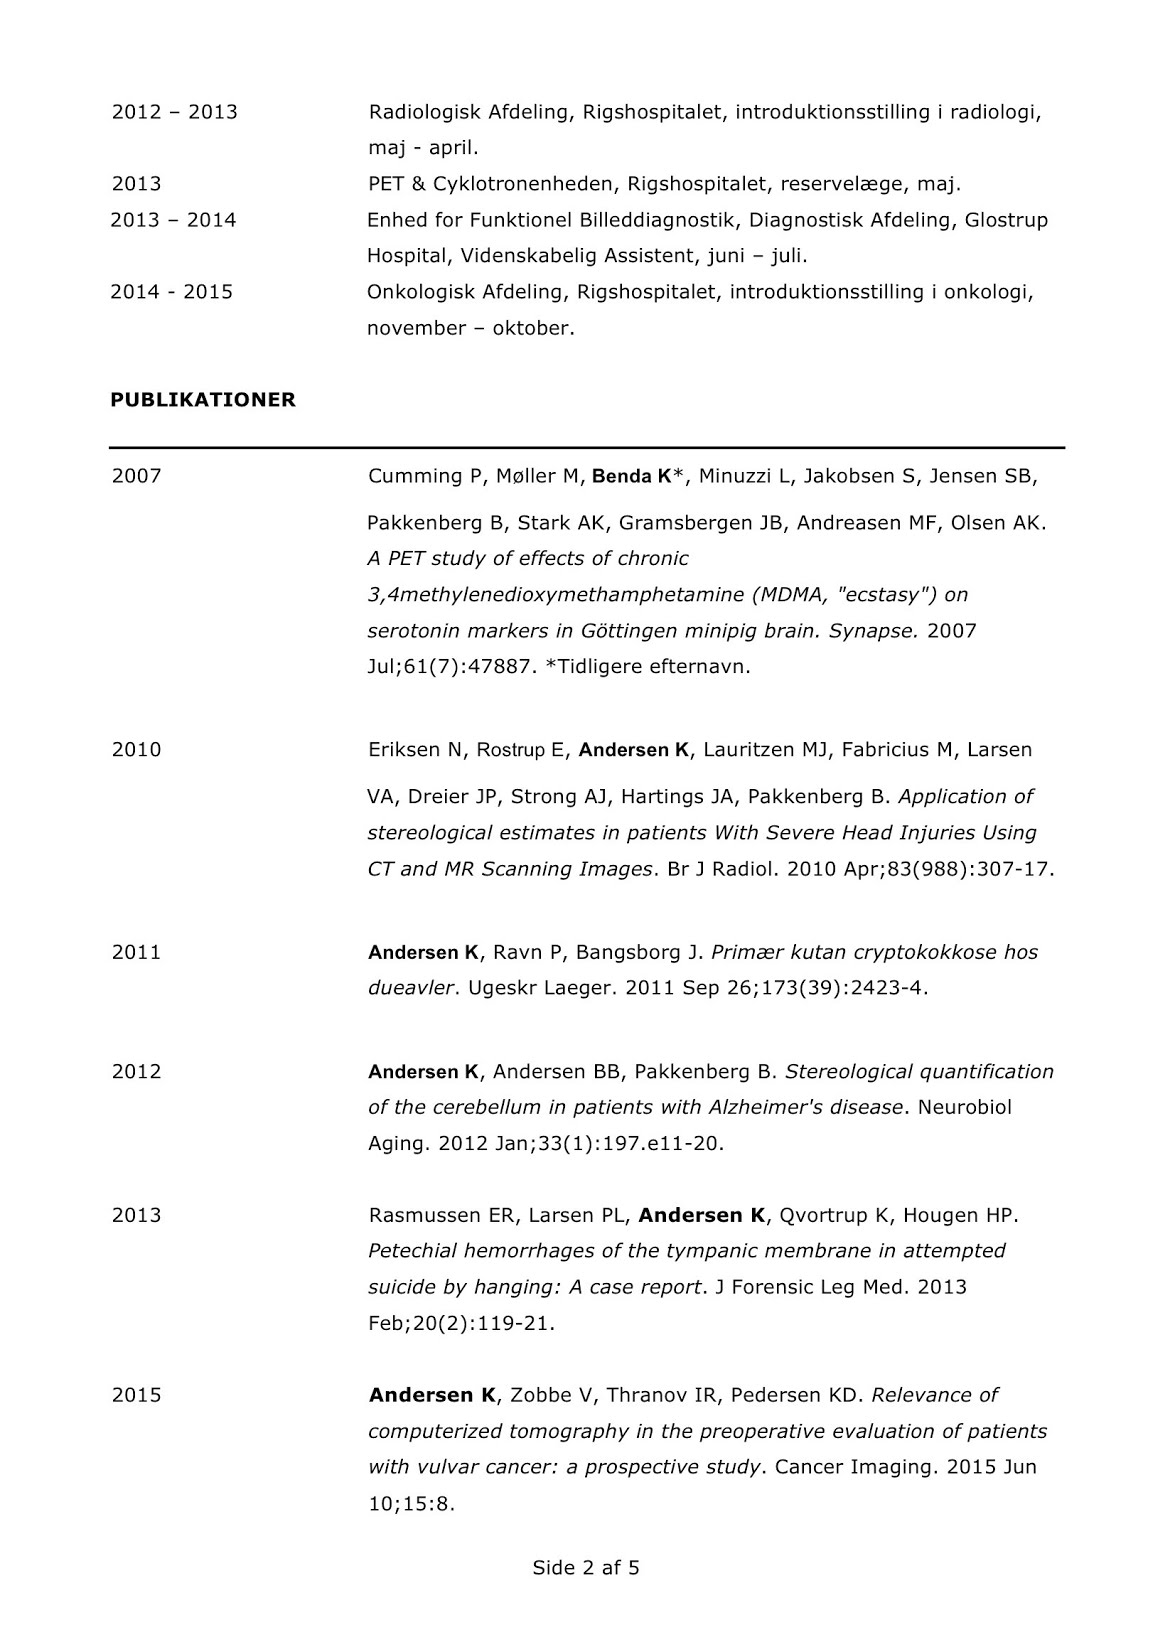 2012 – 2013 Radiologisk Afdeling, Rigshospitalet, introduktionsstilling i radiologi,
maj - april.
2013 PET & Cyklotronenheden, Rigshospitalet, reservelæge, maj.
2013 – 2014 Enhed for Funktionel Billeddiagnostik, Diagnostisk Afdeling, Glostrup
Hospital, Videnskabelig Assistent, juni – juli.
2014 - 2015 Onkologisk Afdeling, Rigshospitalet, introduktionsstilling i onkologi,
november – oktober.
PUBLIKATIONER
2007 Cumming P, Møller M, Benda K*, Minuzzi L, Jakobsen S, Jensen SB,
Pakkenberg B, Stark AK, Gramsbergen JB, Andreasen MF, Olsen AK.
A PET study of effects of chronic
3,4methylenedioxymethamphetamine (MDMA, "ecstasy") on
serotonin markers in Göttingen minipig brain. Synapse. 2007
Jul;61(7):47887. *Tidligere efternavn.
2010 Eriksen N, Rostrup E, Andersen K, Lauritzen MJ, Fabricius M, Larsen
VA, Dreier JP, Strong AJ, Hartings JA, Pakkenberg B. Application of
stereological estimates in patients With Severe Head Injuries Using
CT and MR Scanning Images. Br J Radiol. 2010 Apr;83(988):307-17.
2011 Andersen K, Ravn P, Bangsborg J. Primær kutan cryptokokkose hos
dueavler. Ugeskr Laeger. 2011 Sep 26;173(39):2423-4.
2012 Andersen K, Andersen BB, Pakkenberg B. Stereological quantification
of the cerebellum in patients with Alzheimer's disease. Neurobiol
Aging. 2012 Jan;33(1):197.e11-20.
2013 Rasmussen ER, Larsen PL, Andersen K, Qvortrup K, Hougen HP.
Petechial hemorrhages of the tympanic membrane in attempted
suicide by hanging: A case report. J Forensic Leg Med. 2013
Feb;20(2):119-21.
2015 Andersen K, Zobbe V, Thranov IR, Pedersen KD. Relevance of
computerized tomography in the preoperative evaluation of patients
with vulvar cancer: a prospective study. Cancer Imaging. 2015 Jun
10;15:8.
Side 2 af 5